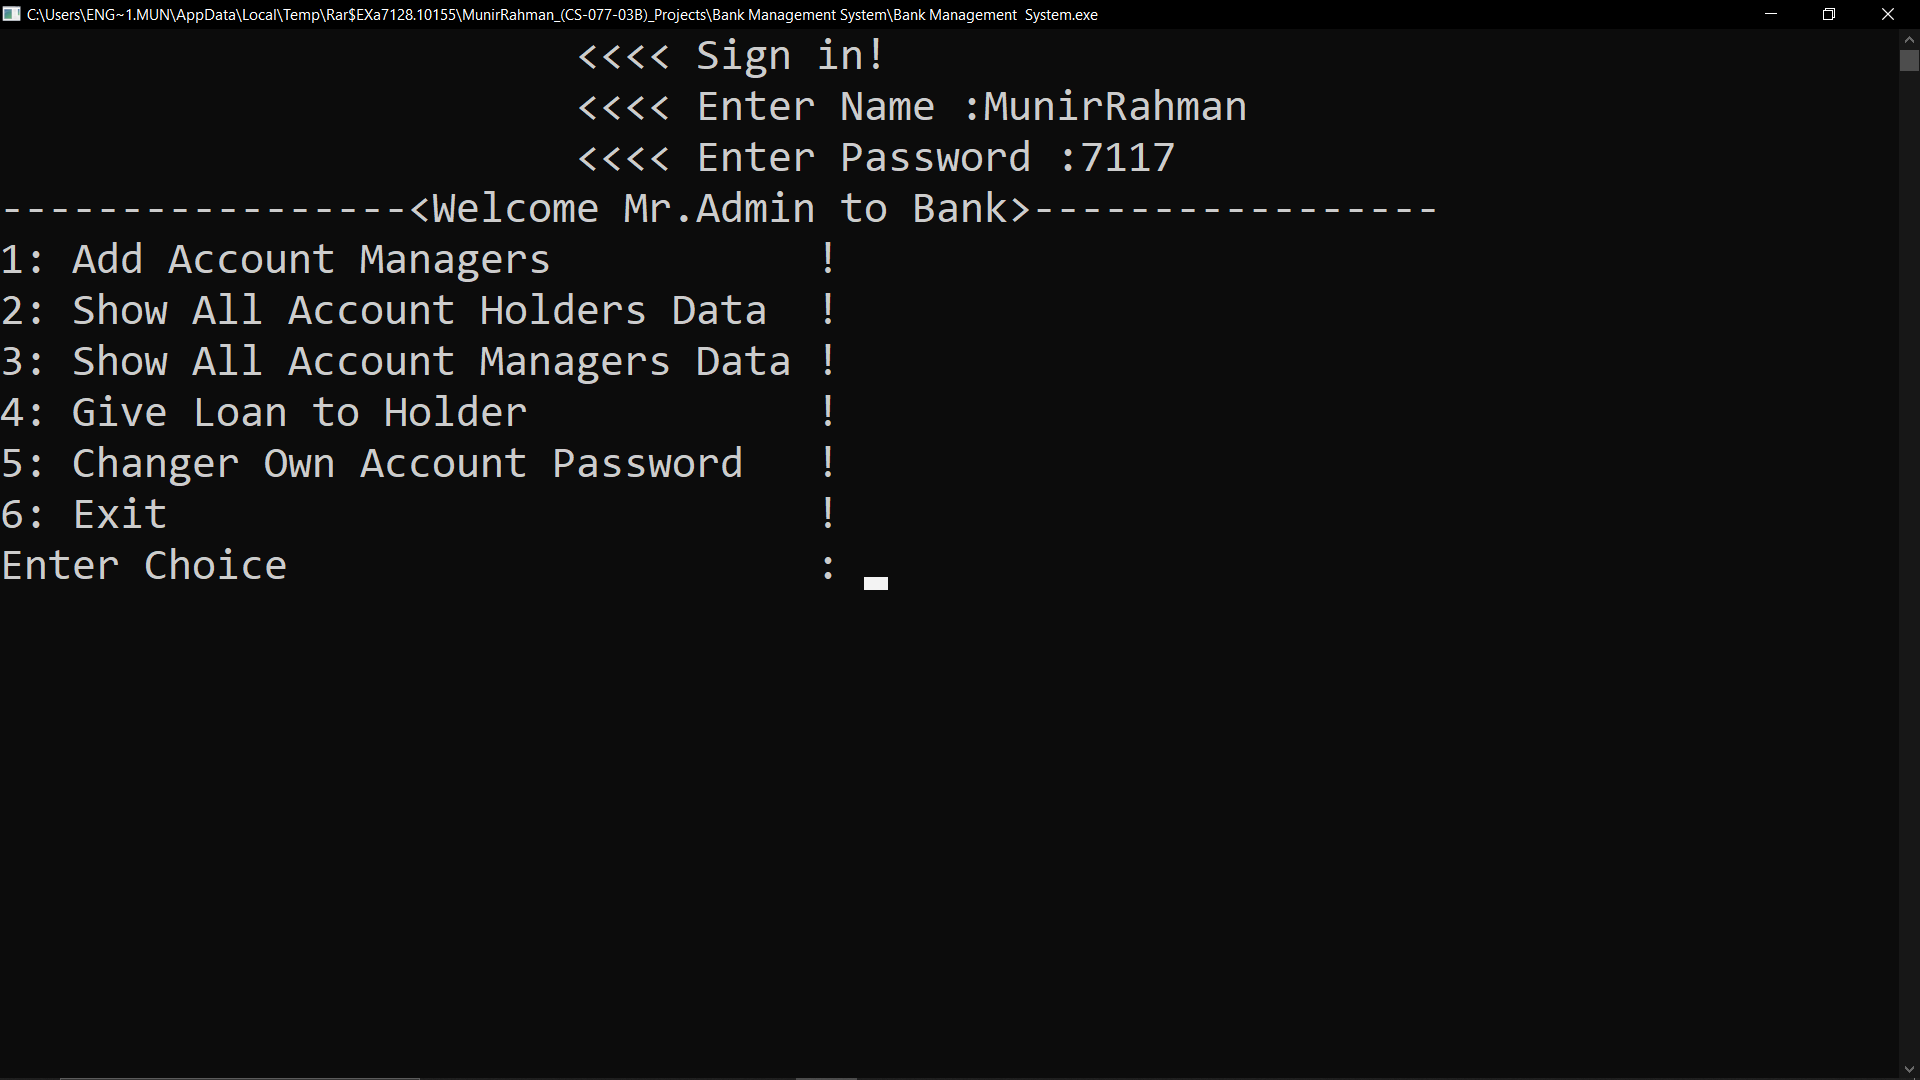 C:\Users\ENG~1.MUN\AppData\Local\Temp\Rar$EXa7128.10155\MunirRahman_(CS-077-03B)_Projects\Bank Management System\Bank Management  System.exe
<<<< Sign in!
<<<< Enter Name :MunirRahman
<<<< Enter Password :7117
-----------------<Welcome Mr.Admin to Bank>-----------------
1: Add Account Managers           !
2: Show All Account Holders Data  !
3: Show All Account Managers Data !
4: Give Loan to Holder            !
5: Changer Own Account Password   !
6: Exit                           !
Enter Choice                      :